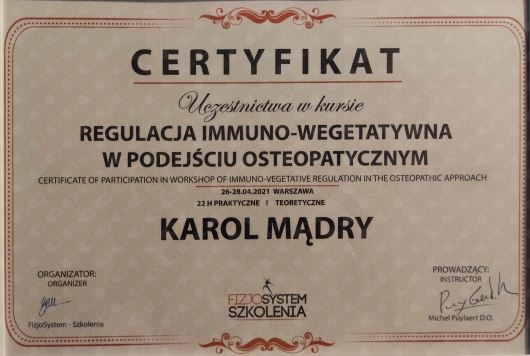 CERTYFIKAT
Uczestnictwa w kursie
REGULACJA IMMUNO-WEGETATYWNA
W PODEJŚCIU OSTEOPATYCZNYM
CERTIFICATE OF PARTICIPATION IN WORKSHOP OF IMMUNO-VEGETATIVE REGULATION IN THE OSTEOPATHIC APPROACH
26-28.04.2021 WARSZAWA
22 H PRAKTYCZNE I TEORETYCZNE
KAROL MĄDRY
ORGANIZATOR:
ORGANIZER
FizjoSystem - Szkolenia
FIZJOSYSTEM
SZKOLENIA
PROWADZĄCY:
INSTRUCTOR
Michel Puylaert D.O.